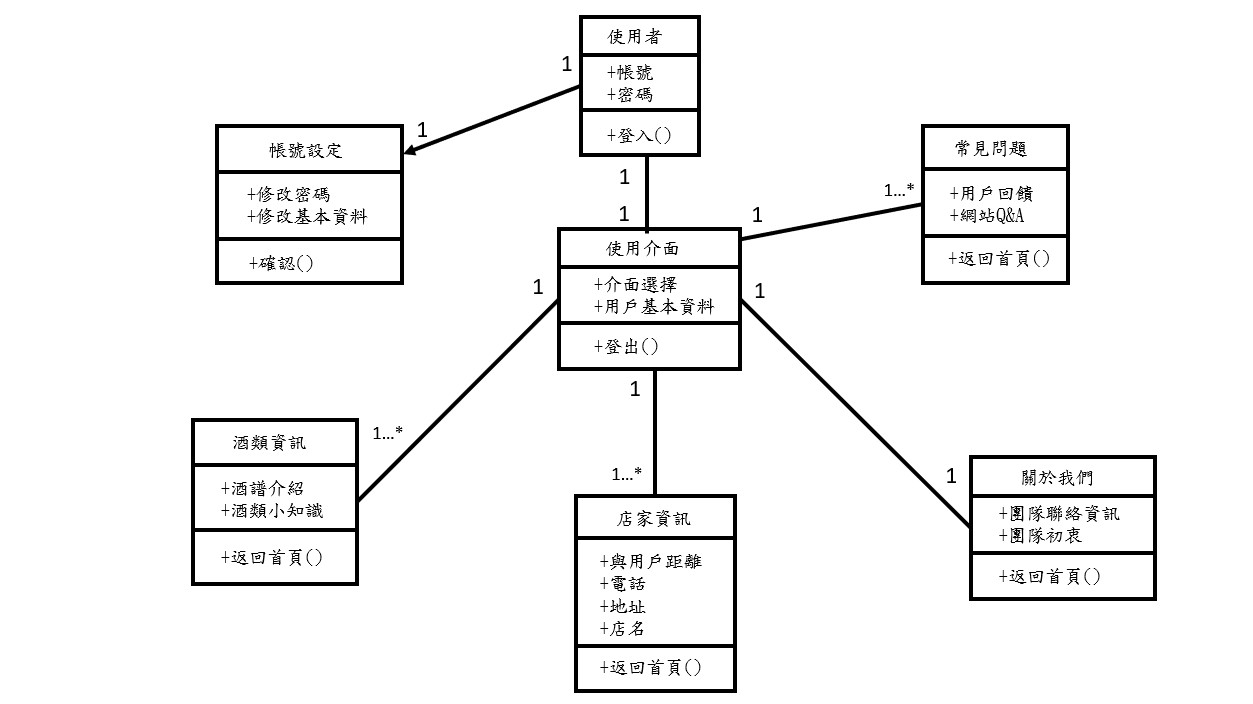 使用者
+帳號
+密碼
+登入()
1
1
帳號設定
+修改密碼
+修改基本資料
+確認()
1
1
常見問題
+用戶回饋
+網站Q&A
+返回首頁()
1...*
1
使用介面
+介面選擇
+用戶基本資料
+登出()
1
1
1
1...*
1...*
1
酒類資訊
+酒譜介紹
+酒類小知識
+返回首頁()
店家資訊
+與用戶距離
+電話
+地址
+店名
+返回首頁()
關於我們
+團隊聯絡資訊
+團隊初衷
+返回首頁()